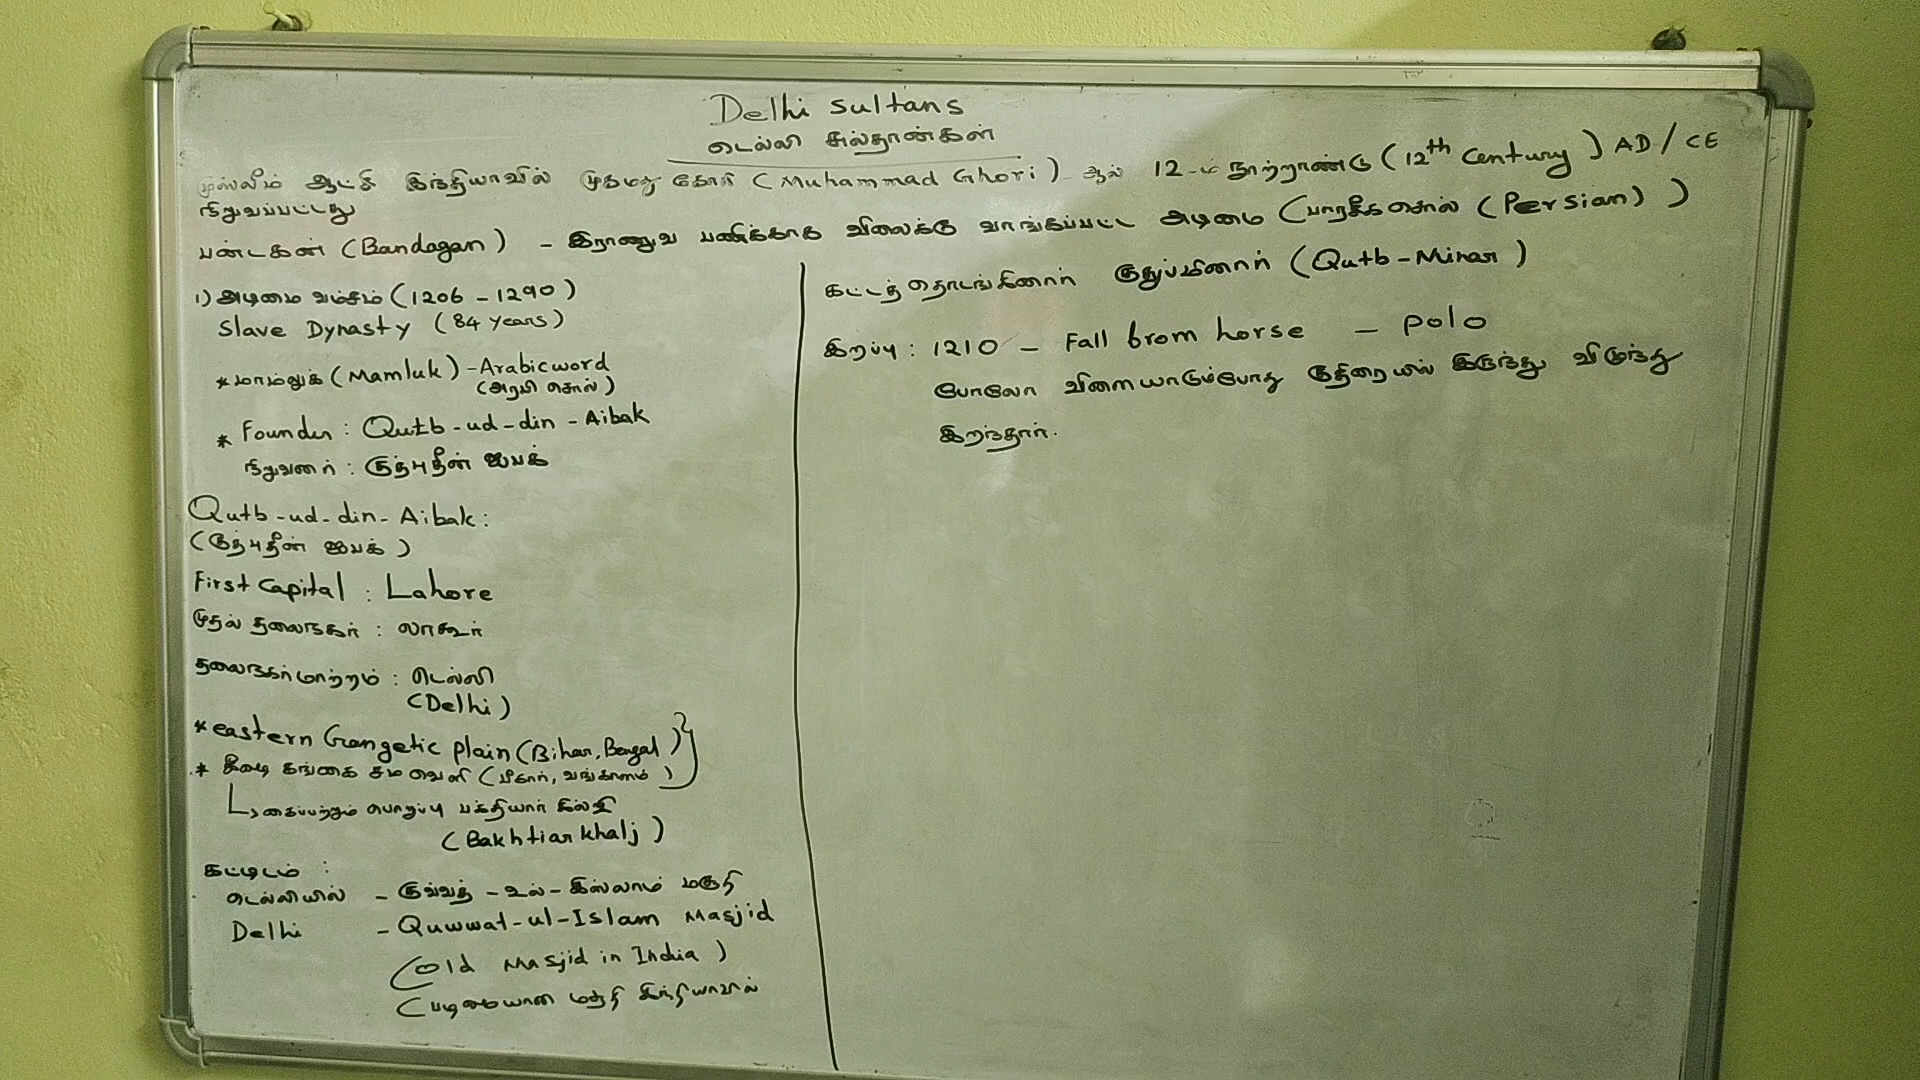 Delhi Sultans
டெல்லி சுல்தான்கள்
முஸ்லீம் ஆட்சி இந்தியாவில் முகமது கோரி (Muhammad Ghori) ஆல் 12-ம் நூற்றாண்டு (12th Century) AD / CE
நிறுவப்பட்டது
பண்டகன் (Bandagan) - இராணுவ பணிக்காக விலைக்கு வாங்கப்பட்ட அடிமை (பாரசீக சொல் (Persian))
1) அடிமை வம்சம் (1206 - 1290)
Slave Dynasty (84 years)
* மாம்லுக் (Mamluk) - Arabic word
(அரபி சொல்)
* Founder : Qutb-ud-din-Aibak
நிறுவனர் : குத்புதீன் ஐபக்
Qutb-ud-din-Aibak :
(குத்புதீன் ஐபக்)
First Capital : Lahore
முதல் தலைநகர் : லாகூர்
தலைநகர் மாற்றம் : டெல்லி
(Delhi)
* eastern Gangetic plain (Bihar, Bengal) }
* கீழை கங்கை சமவெளி (பீகார், வங்காளம்)
↳ கைப்பற்றும் பொறுப்பு பக்தியார் கில்ஜி
(Bakhtiar khalj)
கட்டிடம் :
டெல்லியில் - குவ்வத் - உல் - இஸ்லாம் மசூதி
Delhi - Quwwat-ul-Islam Masjid
(Old Masjid in India)
(பழமையான மசூதி இந்தியாவில்
கட்டத் தொடங்கினார் குதுப்மினார் (Qutb-Minar)
இறப்பு : 1210 - Fall from horse - Polo
போலோ விளையாடும்போது குதிரையில் இருந்து விழுந்து
இறந்தார்.